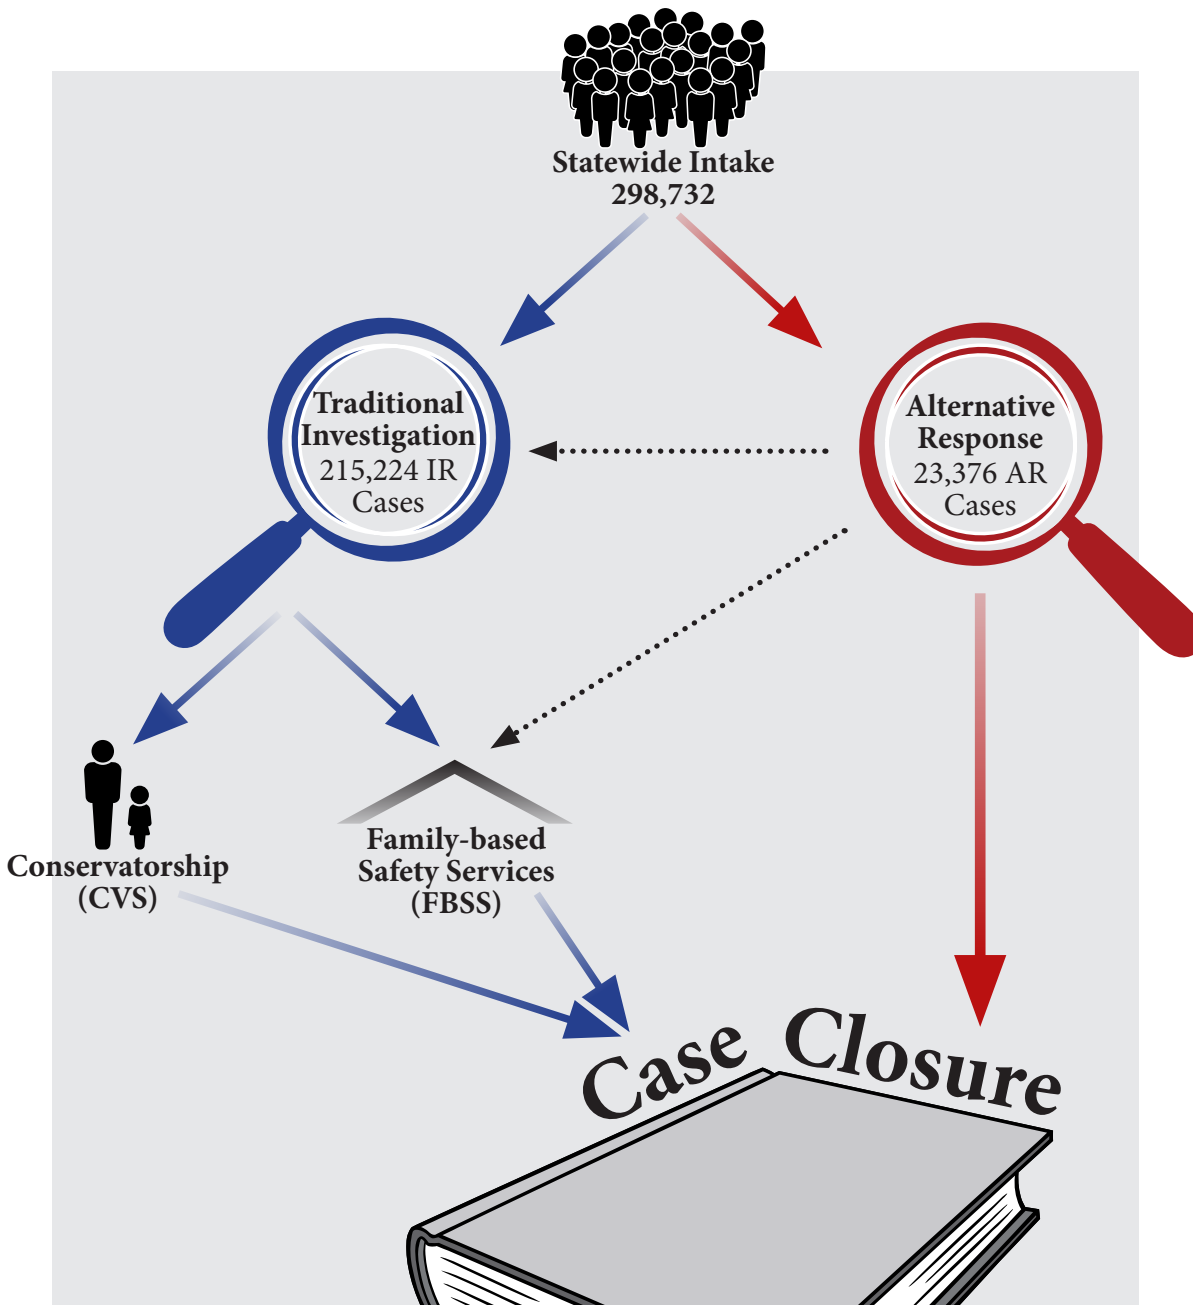 Statewide Intake
298,732
Traditional
Investigation
215,224 IR
Cases
Alternative
Response
23,376 AR
Cases
Conservatorship
(CVS)
Family-based
Safety Services
(FBSS)
Case Closure